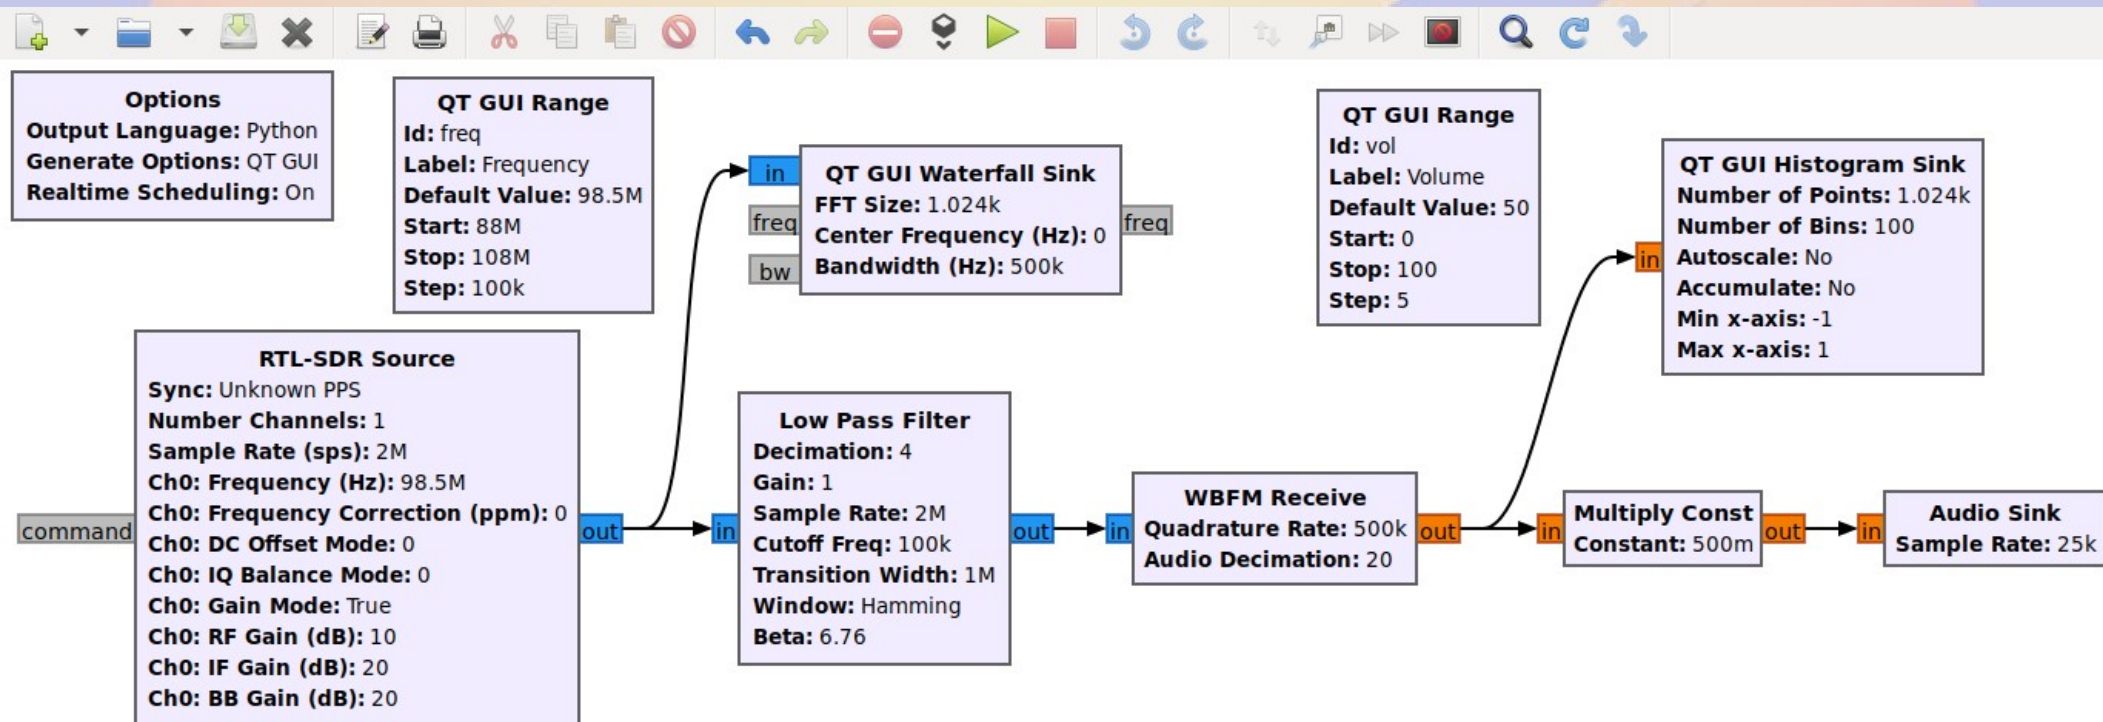 Options
Output Language: Python
Generate Options: QT GUI
Realtime Scheduling: On
QT GUI Range
Id: freq
Label: Frequency
Default Value: 98.5M
Start: 88M
Stop: 108M
Step: 100k
in
freq
bw
QT GUI Waterfall Sink
FFT Size: 1.024k
Center Frequency (Hz): 0
Bandwidth (Hz): 500k
freq
QT GUI Range
Id: vol
Label: Volume
Default Value: 50
Start: 0
Stop: 100
Step: 5
in
QT GUI Histogram Sink
Number of Points: 1.024k
Number of Bins: 100
Autoscale: No
Accumulate: No
Min x-axis: -1
Max x-axis: 1
command
RTL-SDR Source
Sync: Unknown PPS
Number Channels: 1
Sample Rate (sps): 2M
Ch0: Frequency (Hz): 98.5M
Ch0: Frequency Correction (ppm): 0
Ch0: DC Offset Mode: 0
Ch0: IQ Balance Mode: 0
Ch0: Gain Mode: True
Ch0: RF Gain (dB): 10
Ch0: IF Gain (dB): 20
Ch0: BB Gain (dB): 20
out
in
Low Pass Filter
Decimation: 4
Gain: 1
Sample Rate: 2M
Cutoff Freq: 100k
Transition Width: 1M
Window: Hamming
Beta: 6.76
out
in
WBFM Receive
Quadrature Rate: 500k
Audio Decimation: 20
out
in
Multiply Const
Constant: 500m
out
in
Audio Sink
Sample Rate: 25k